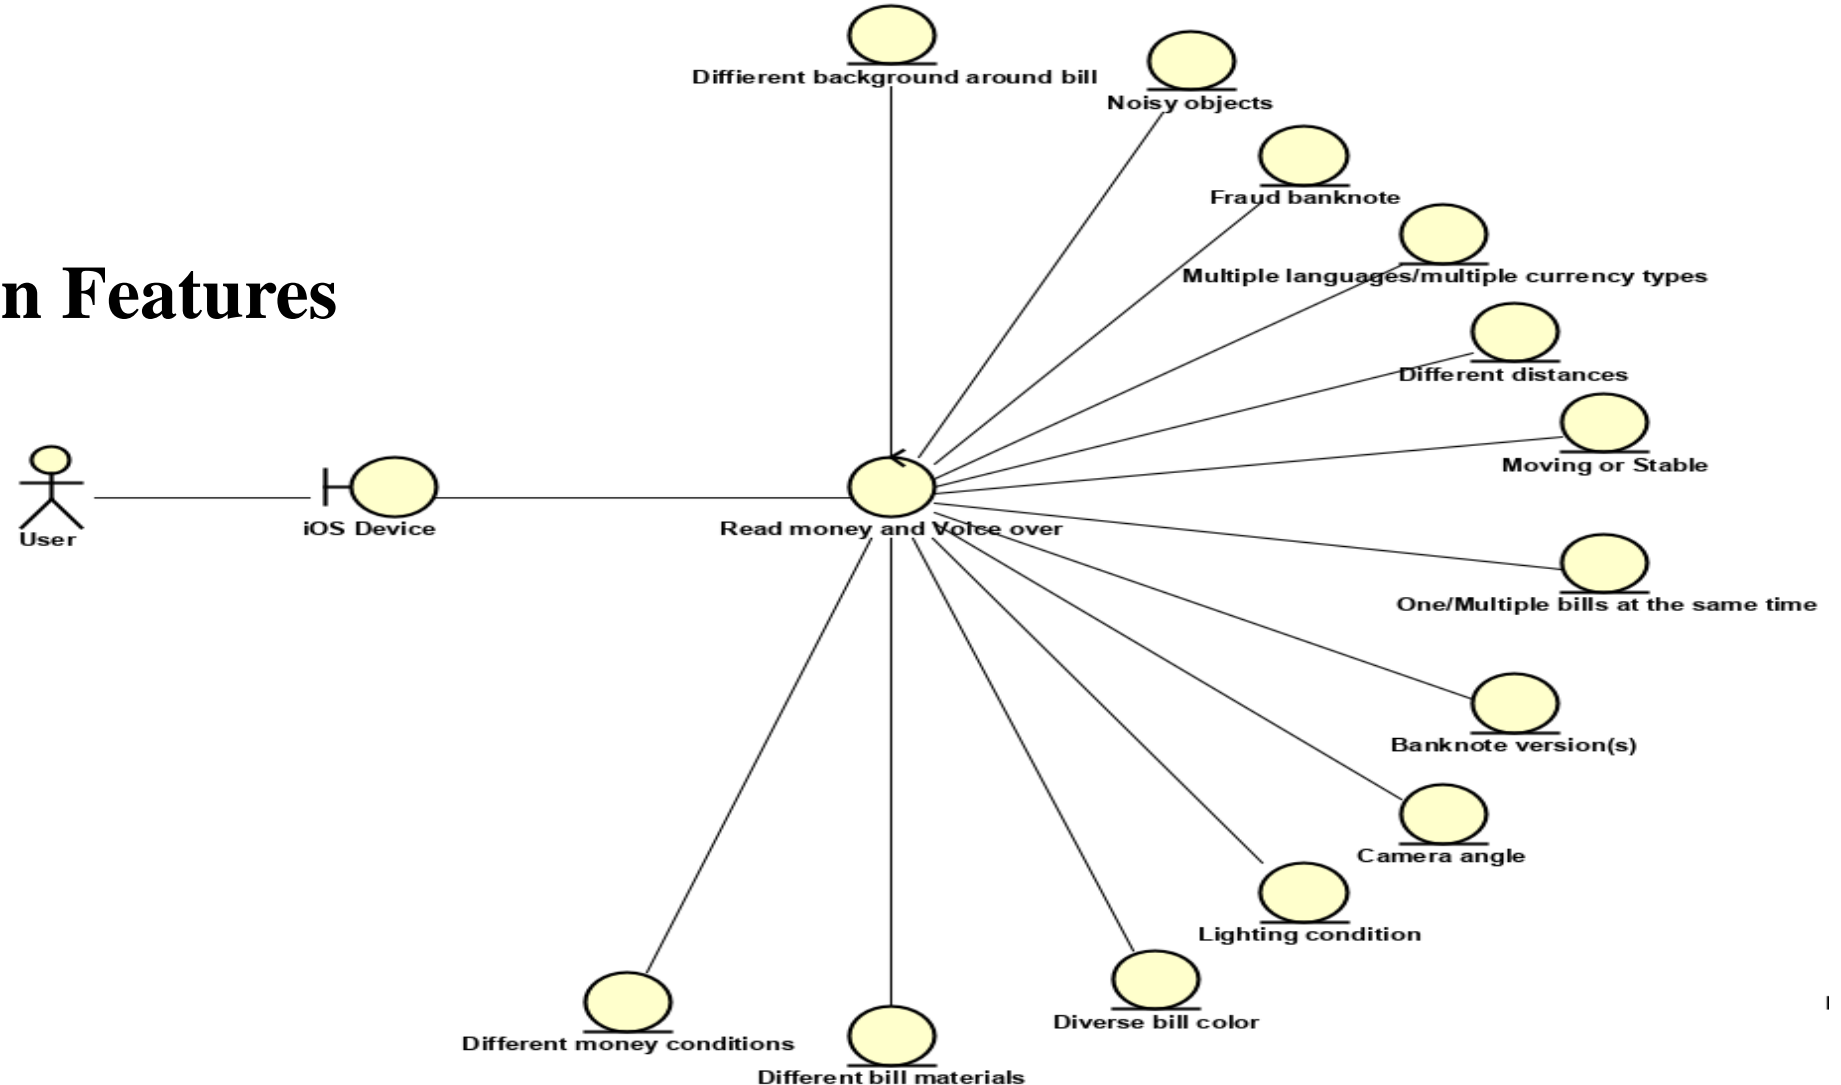 Diffierent background around bill
Noisy objects
Fraud banknote
Multiple languages/multiple currency types
n Features
Different distances
Moving or Stable
User
iOS Device
Read money and Voice over
One/Multiple bills at the same time
Banknote version(s)
Camera angle
Lighting condition
Diverse bill color
Different money conditions
Different bill materials